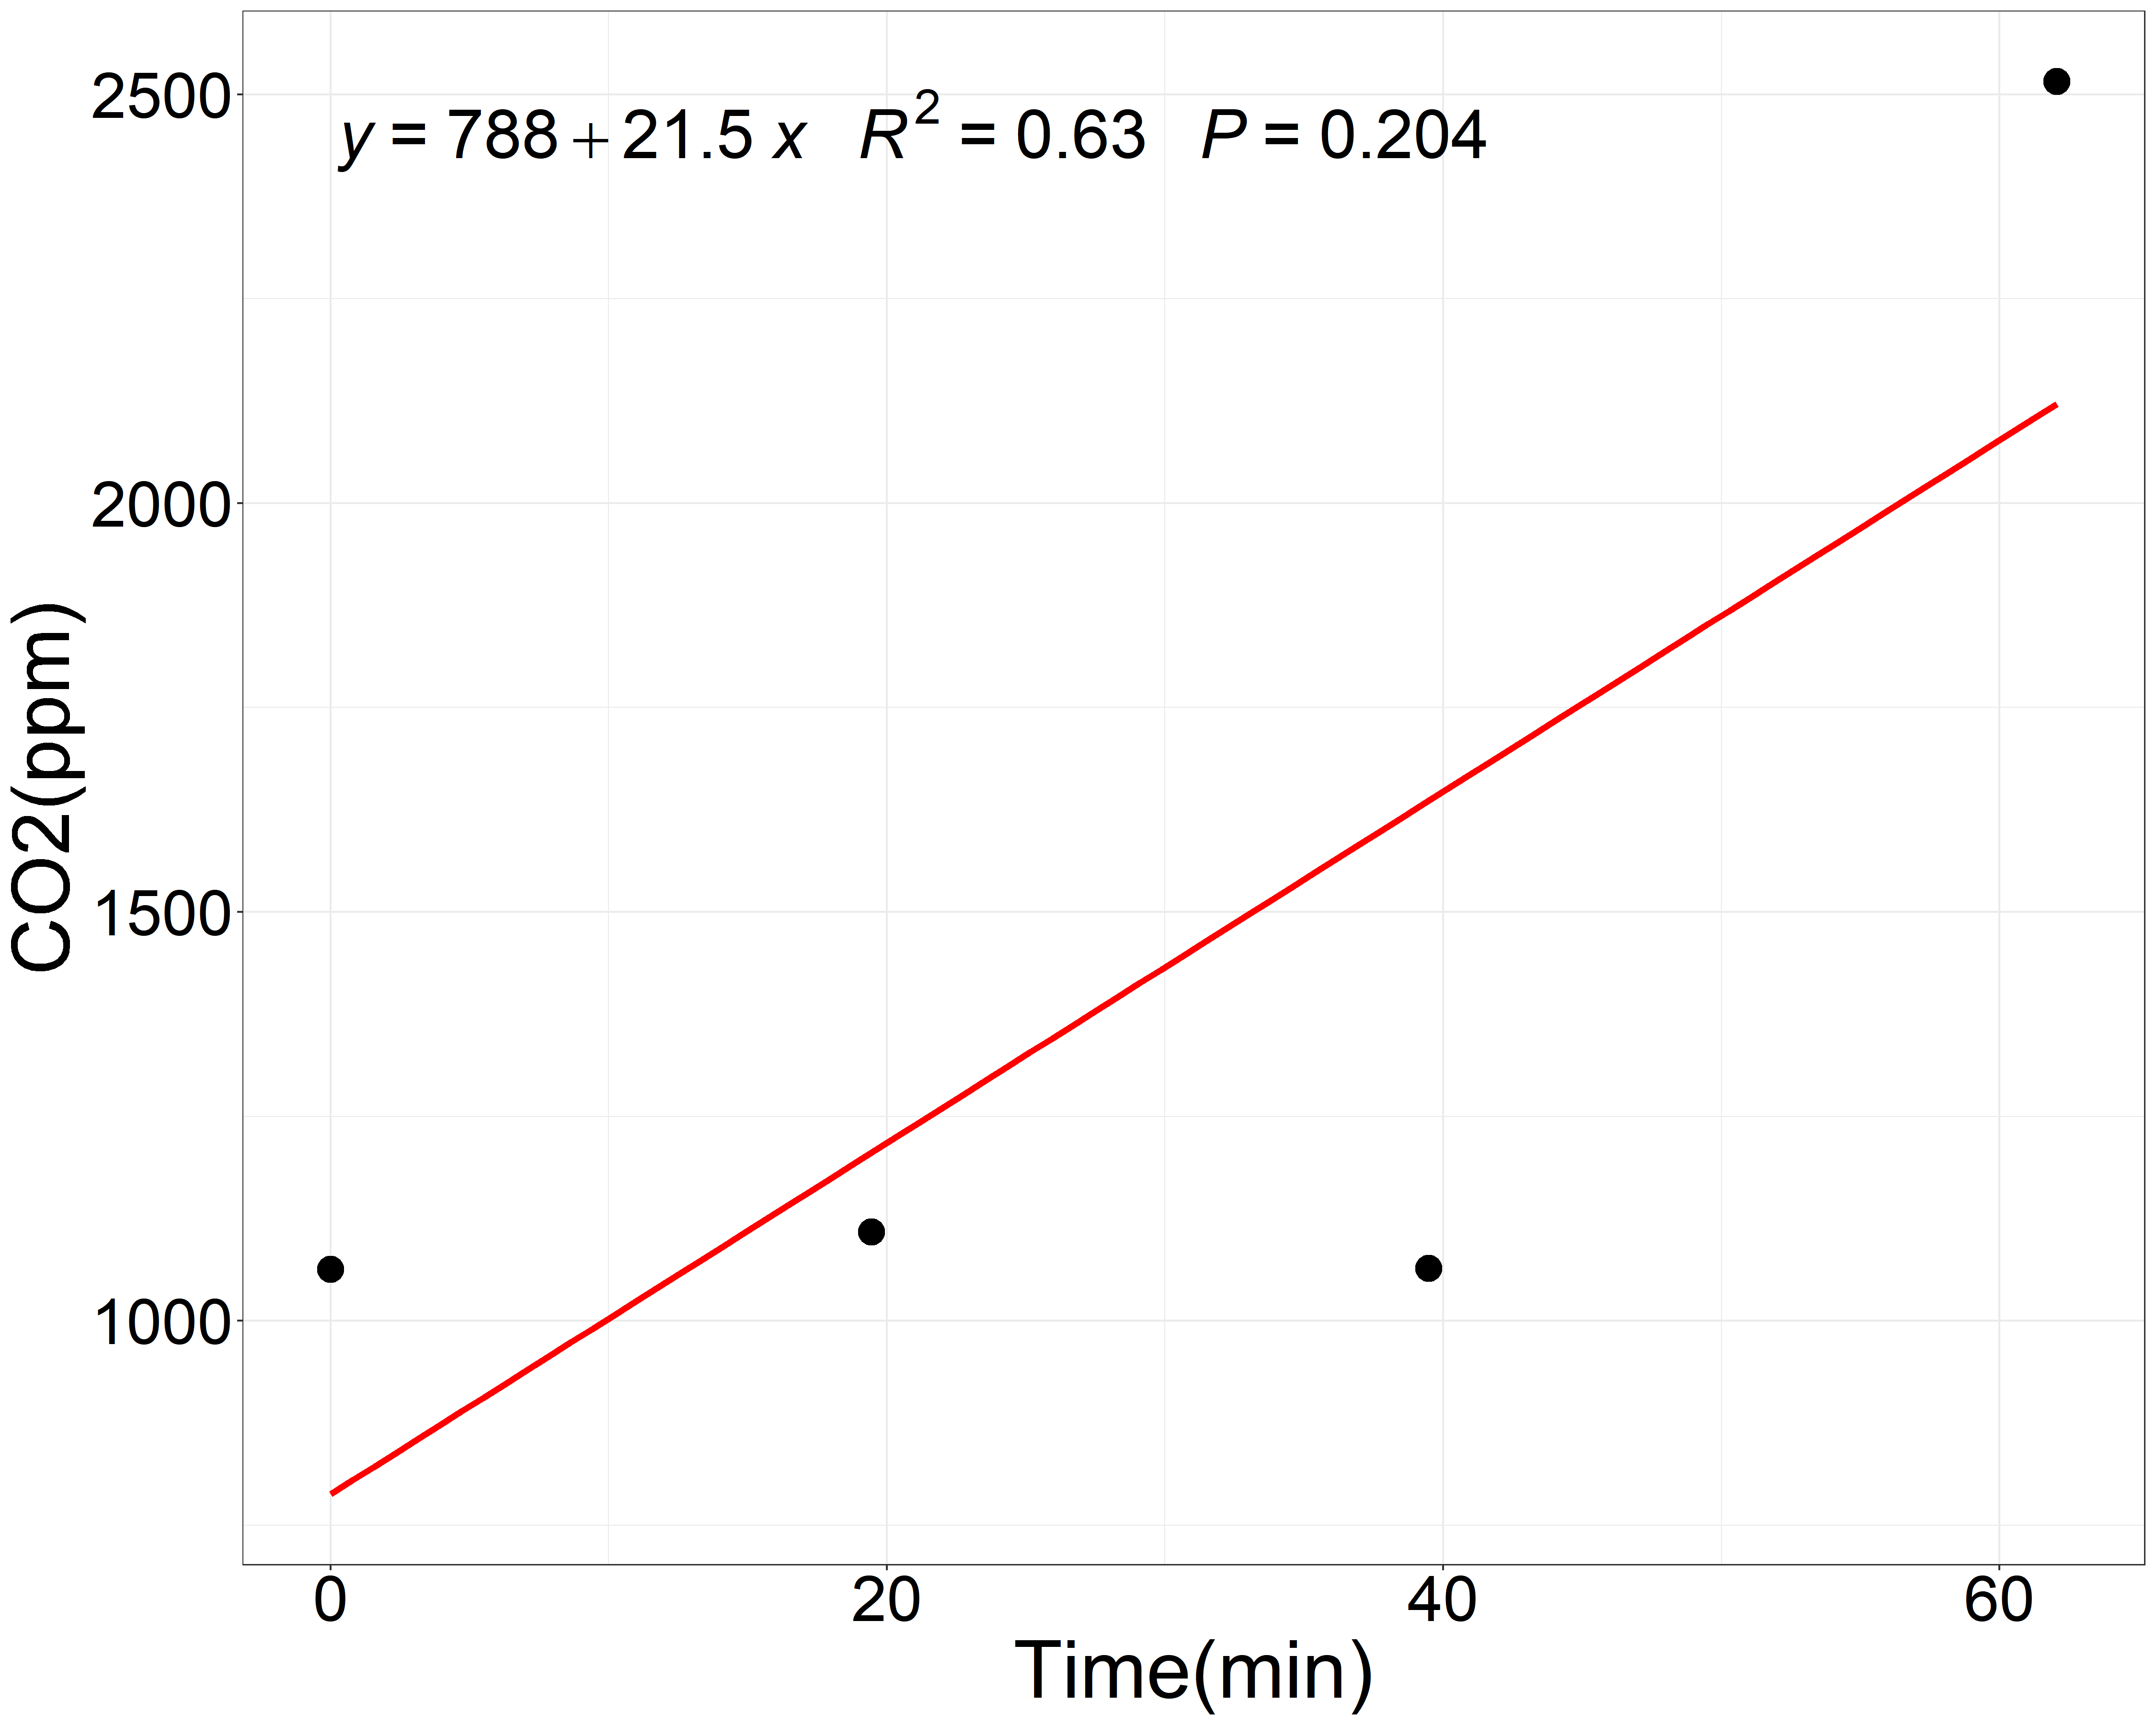 2500
y = 788 + 21.5 x R² = 0.63 P = 0.204
2000
1500
1000
CO2(ppm)
0 20 40 60
Time(min)